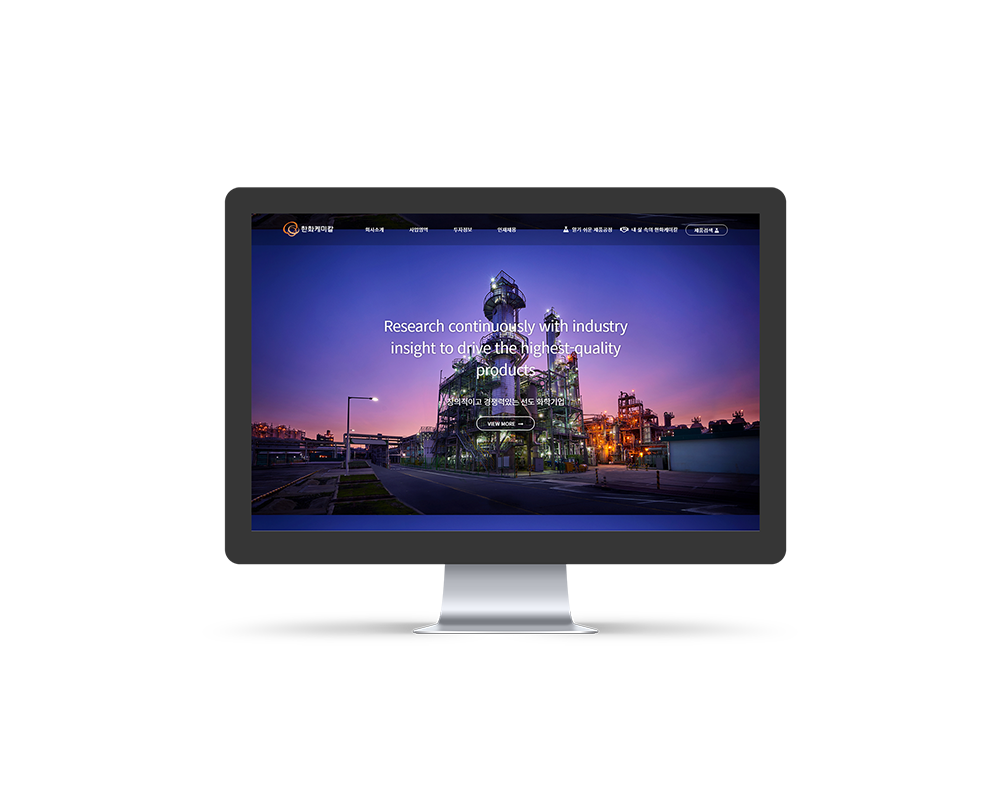 한화케미칼 회사소개 사업영역 투자정보 인재채용 알기 쉬운 제품공정 내 삶 속의 한화케미칼 제품검색
Research continuously with industry
insight to drive the highest-quality
products
창의적이고 경쟁력있는 선도 화학기업
VIEW MORE